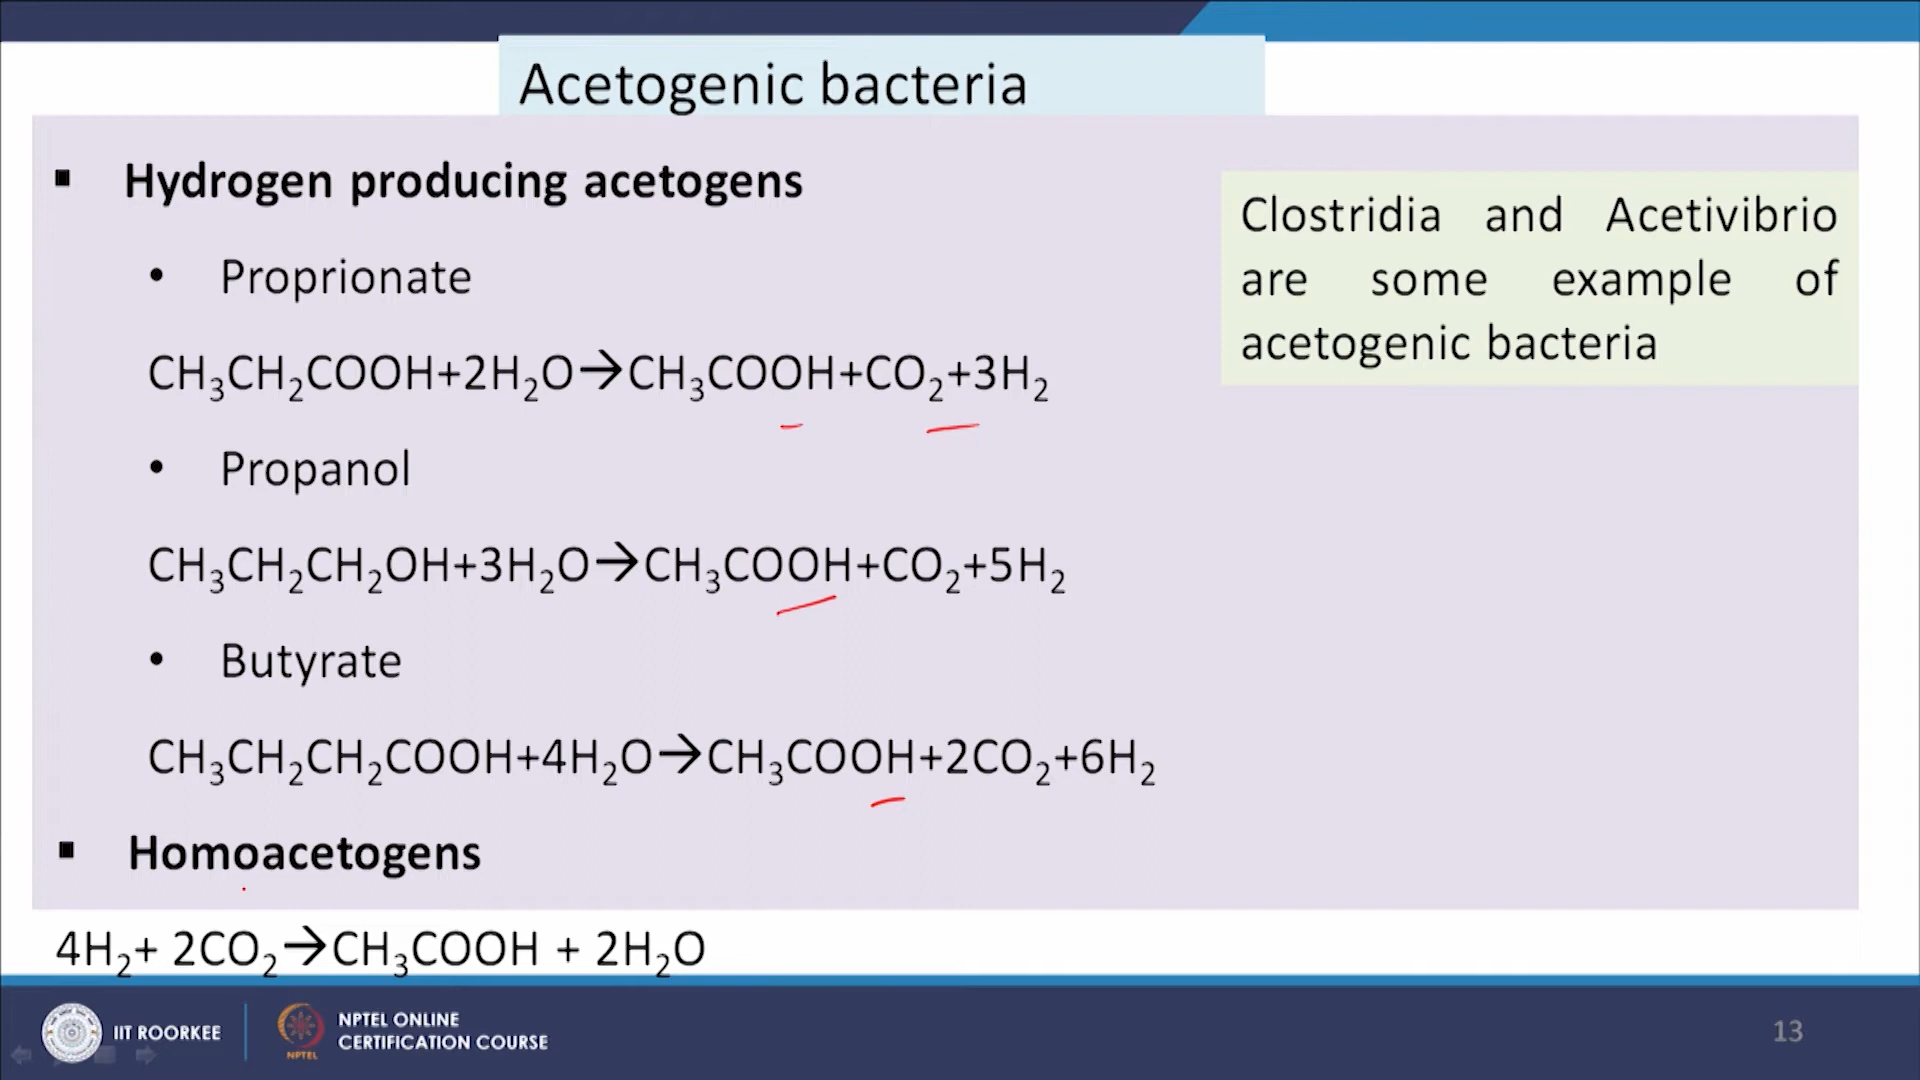 Acetogenic bacteria
▪ Hydrogen producing acetogens
• Proprionate
CH₃CH₂COOH+2H₂O→CH₃COOH+CO₂+3H₂
• Propanol
CH₃CH₂CH₂OH+3H₂O→CH₃COOH+CO₂+5H₂
• Butyrate
CH₃CH₂CH₂COOH+4H₂O→CH₃COOH+2CO₂+6H₂
▪ Homoacetogens
4H₂+ 2CO₂→CH₃COOH + 2H₂O
Clostridia and Acetivibrio
are some example of
acetogenic bacteria
IIT ROORKEE
NPTEL
NPTEL ONLINE
CERTIFICATION COURSE
13